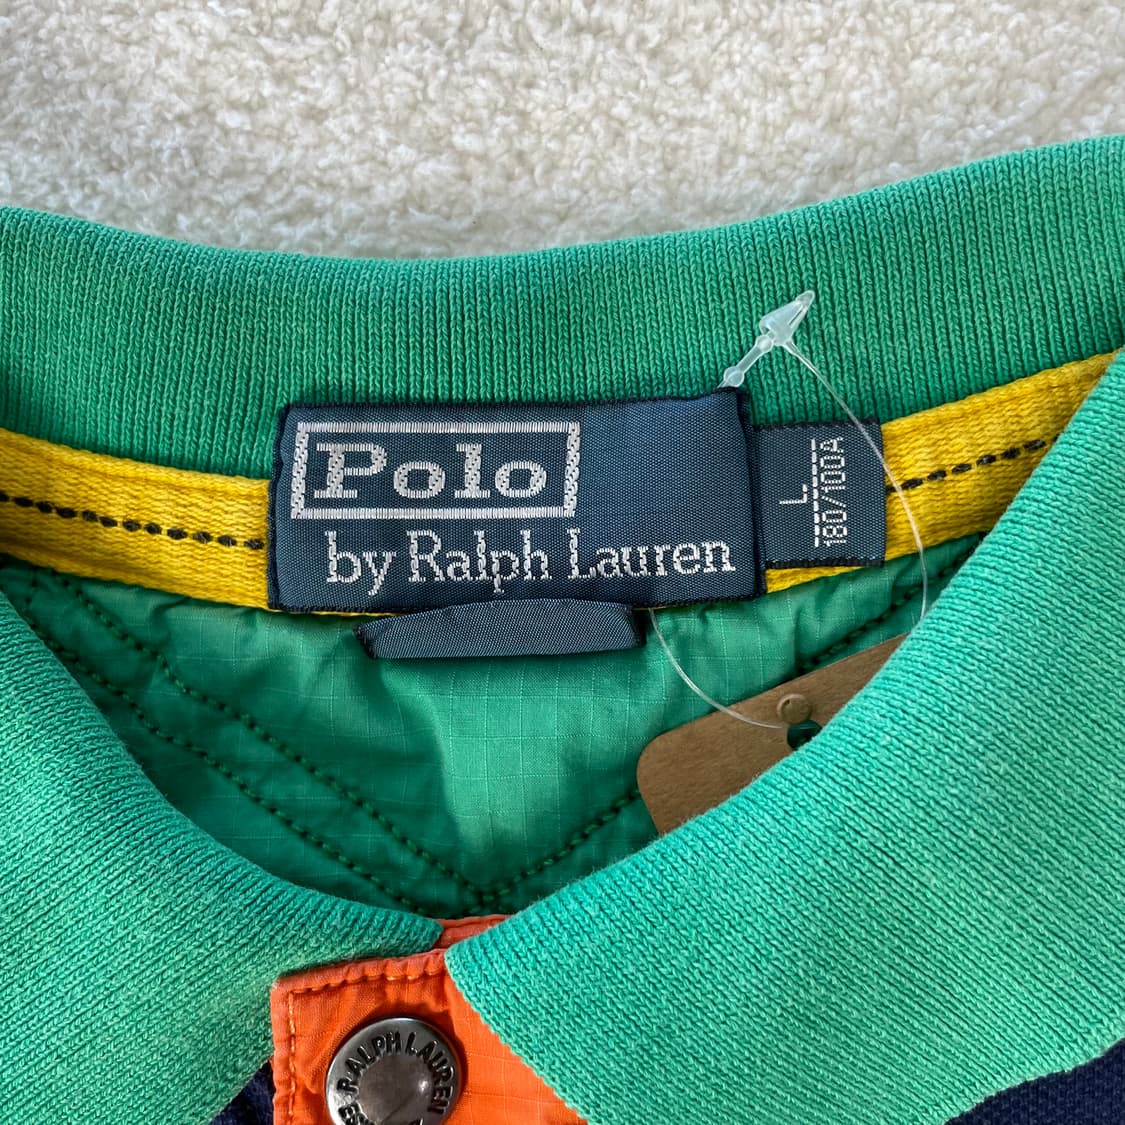 Polo
by Ralph Lauren
L
180/100A
RALPH LAUREN